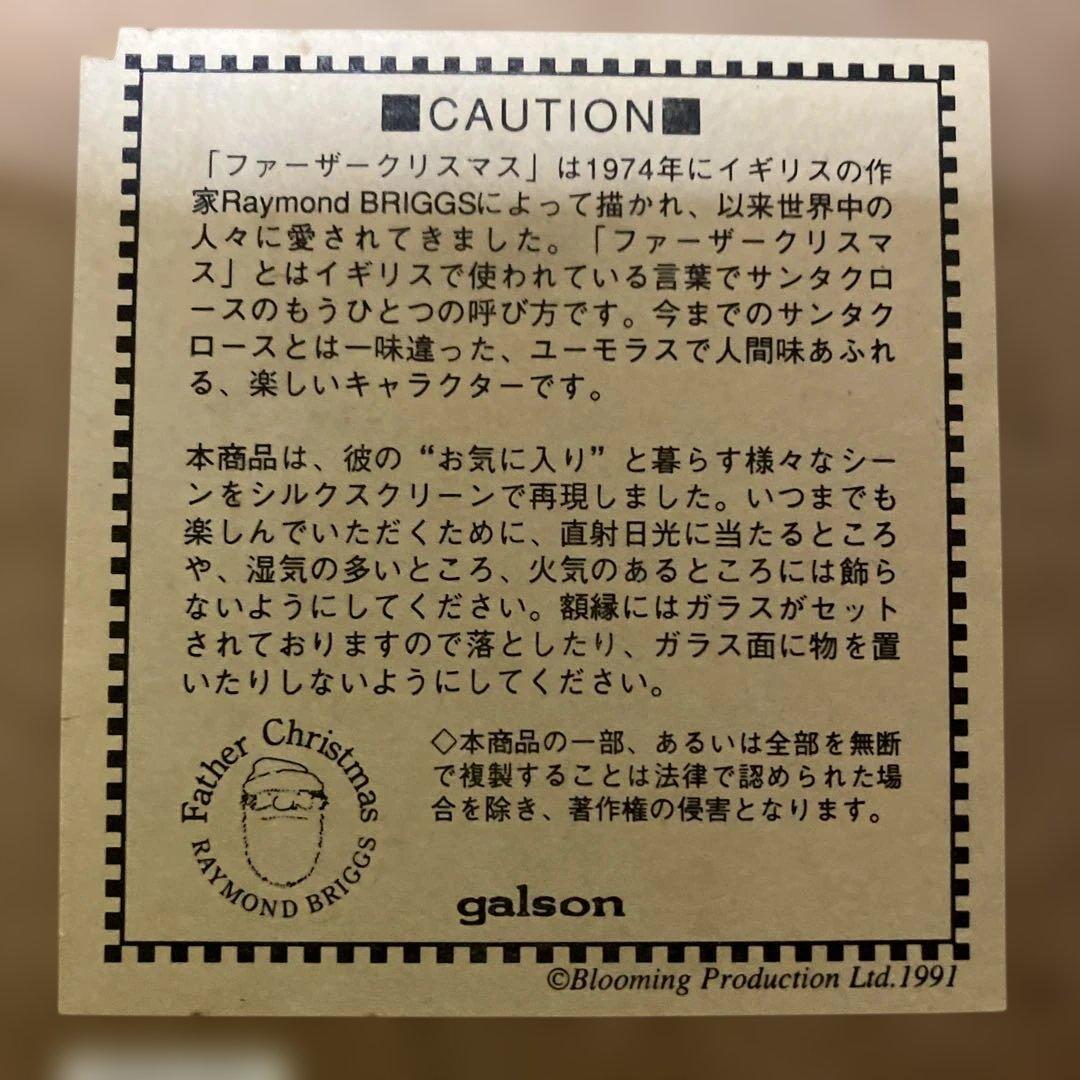 ■CAUTION■
「ファーザークリスマス」は1974年にイギリスの作
家Raymond BRIGGSによって描かれ、以来世界中の
人々に愛されてきました。「ファーザークリスマ
ス」とはイギリスで使われている言葉でサンタクロ
ースのもうひとつの呼び方です。今までのサンタク
ロースとは一味違った、ユーモラスで人間味あふれ
る、楽しいキャラクターです。
本商品は、彼の“お気に入り”と暮らす様々なシー
ンをシルクスクリーンで再現しました。いつまでも
楽しんでいただくために、直射日光に当たるところ
や、湿気の多いところ、火気のあるところには飾ら
ないようにしてください。額縁にはガラスがセット
されておりますので落としたり、ガラス面に物を置
いたりしないようにしてください。
Father Christmas
RAYMOND BRIGGS
◇本商品の一部、あるいは全部を無断
で複製することは法律で認められた場
合を除き、著作権の侵害となります。
galson
©Blooming Production Ltd.1991